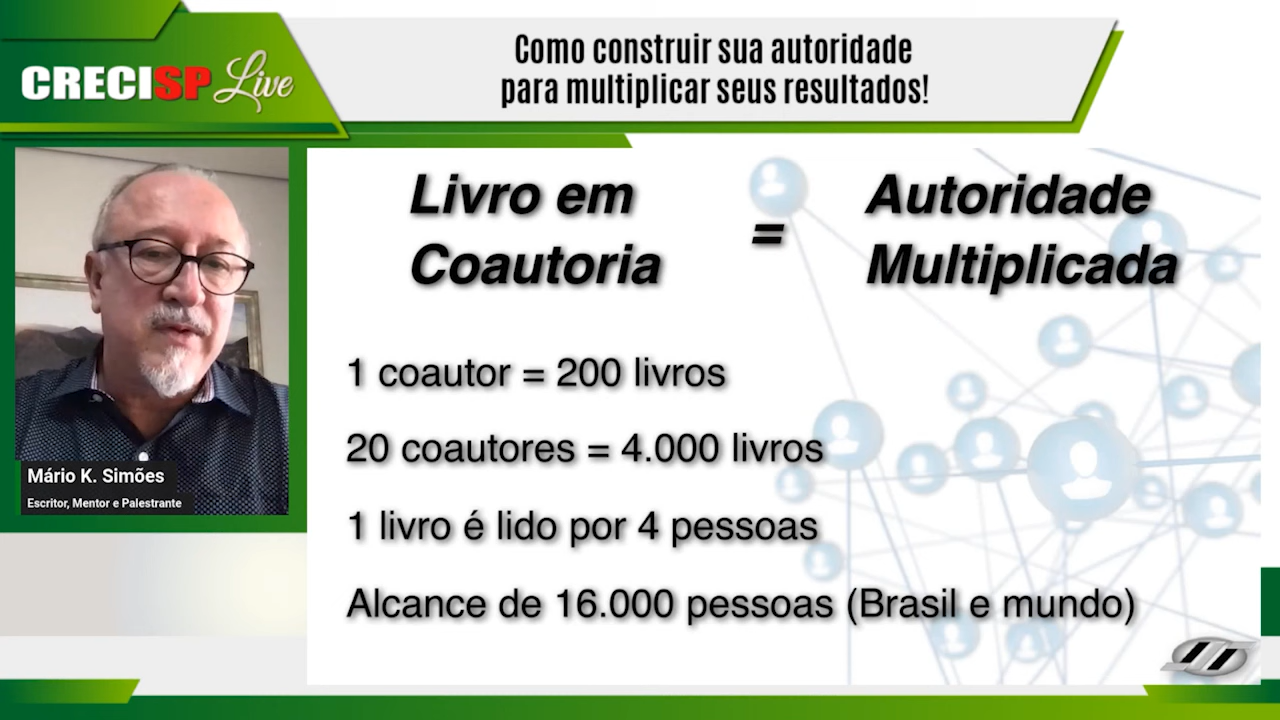 CRECISP Live
Como construir sua autoridade
para multiplicar seus resultados!
Livro em
Coautoria
=
Autoridade
Multiplicada
1 coautor = 200 livros
20 coautores = 4.000 livros
1 livro é lido por 4 pessoas
Alcance de 16.000 pessoas (Brasil e mundo)
Mário K. Simões
Escritor, Mentor e Palestrante